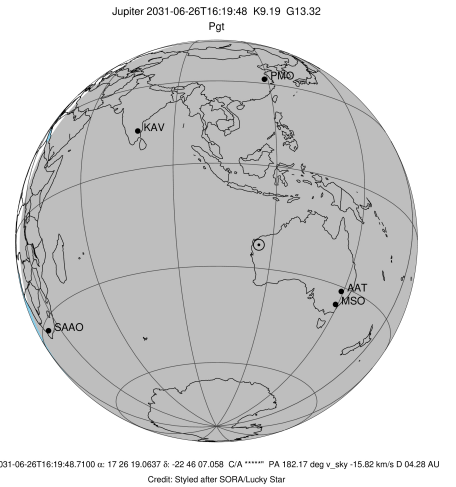 Jupiter 2031-06-26T16:19:48 K9.19 G13.32
Pgt
PMO
KAV
AAT
MSO
SAAO
031-06-26T16:19:48.7100 α: 17 26 19.0637 δ: -22 46 07.058 C/A *****" PA 182.17 deg v_sky -15.82 km/s D 04.28 AU
Credit: Styled after SORA/Lucky Star